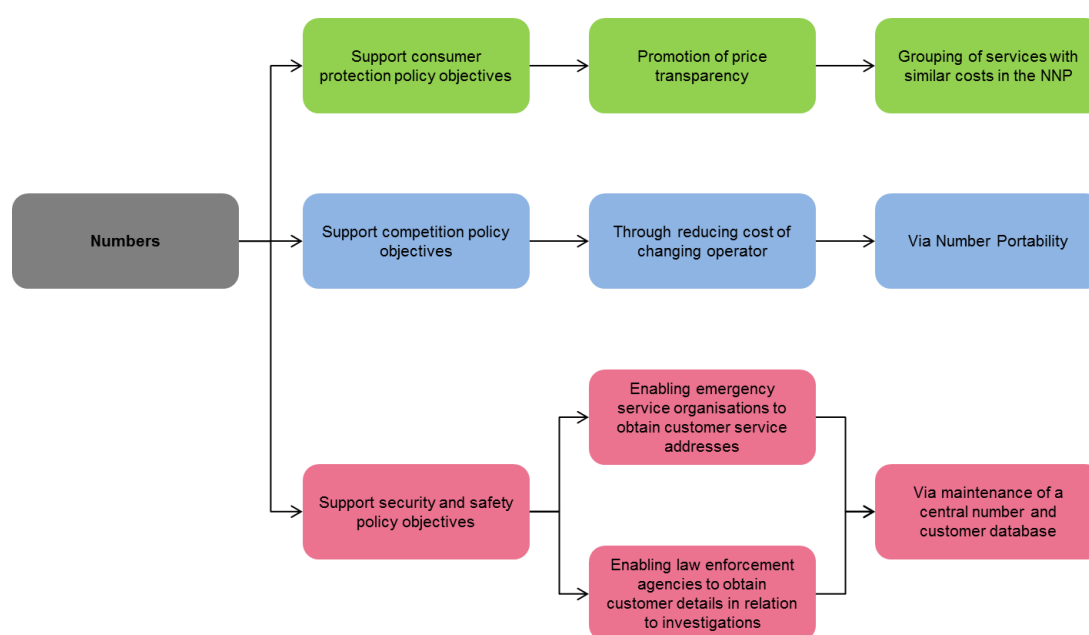 Support consumer
protection policy objectives
Promotion of price
transparency
Grouping of services with
similar costs in the NNP
Numbers
Support competition policy
objectives
Through reducing cost of
changing operator
Via Number Portability
Enabling emergency
service organisations to
obtain customer service
addresses
Support security and safety
policy objectives
Via maintenance of a
central number and
customer database
Enabling law enforcement
agencies to obtain
customer details in relation
to investigations